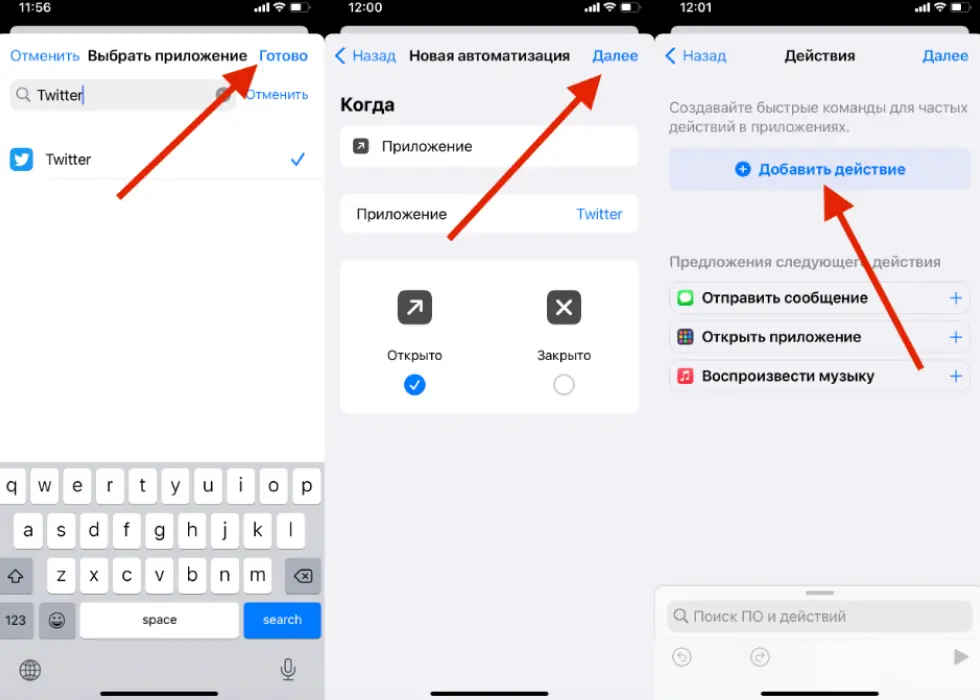 11:56
Отменить Выбрать приложение Готово
Twitter Отменить
Twitter
q w e r t y u i o p
a s d f g h j k l
z x c v b n m
123 space search
12:00
Назад Новая автоматизация Далее
Когда
Приложение
Приложение Twitter
Открыто Закрыто
12:01
Назад Действия Далее
Создавайте быстрые команды для частых
действий в приложениях.
Добавить действие
Предложения следующего действия
Отправить сообщение
Открыть приложение
Воспроизвести музыку
Поиск ПО и действий